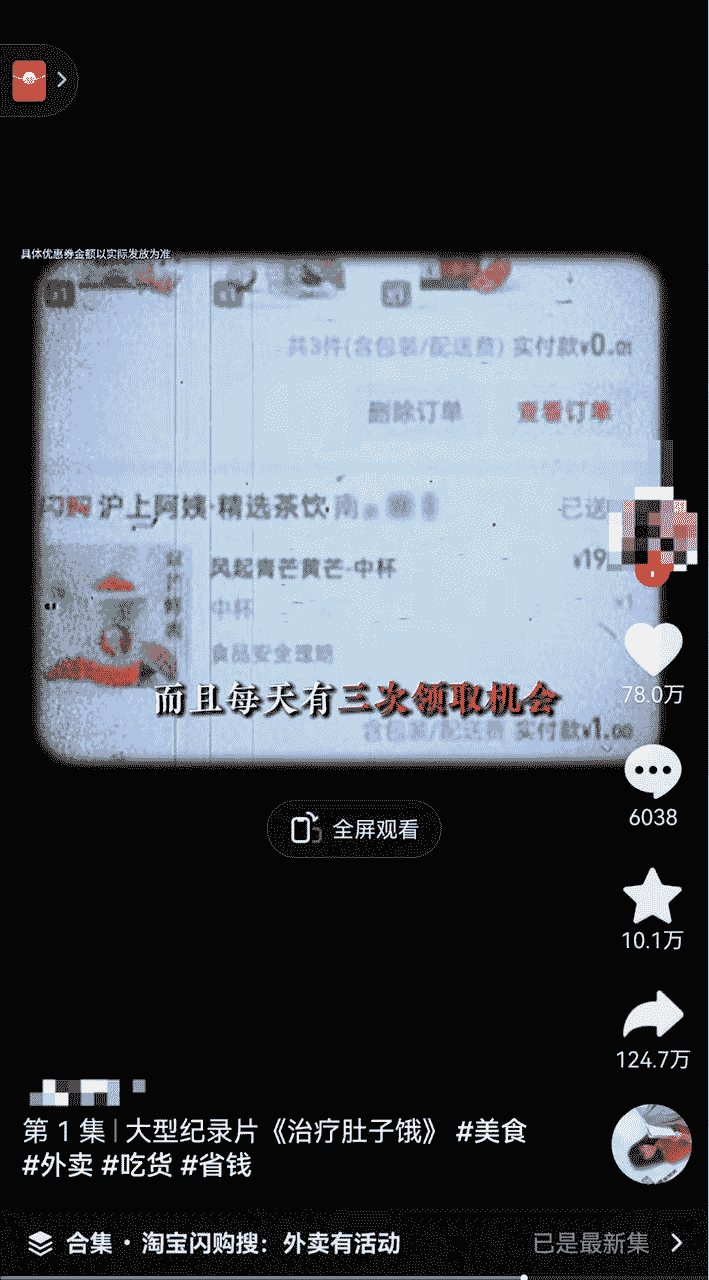 具体优惠券金额以实际发放为准
共3件(含包装/配送费) 实付款¥0.01
删除订单 查看订单
闪购 沪上阿姨·精选茶饮·南
已送
风起青芒黄芒-中杯
¥19
中杯
×1
食品安全理赔
而且每天有三次领取机会
含包装/配送费 实付款¥1.00
78.0万
全屏观看
6038
10.1万
124.7万
第 1 集 | 大型纪录片《治疗肚子饿》 #美食
#外卖 #吃货 #省钱
合集·淘宝闪购搜：外卖有活动 已是最新集